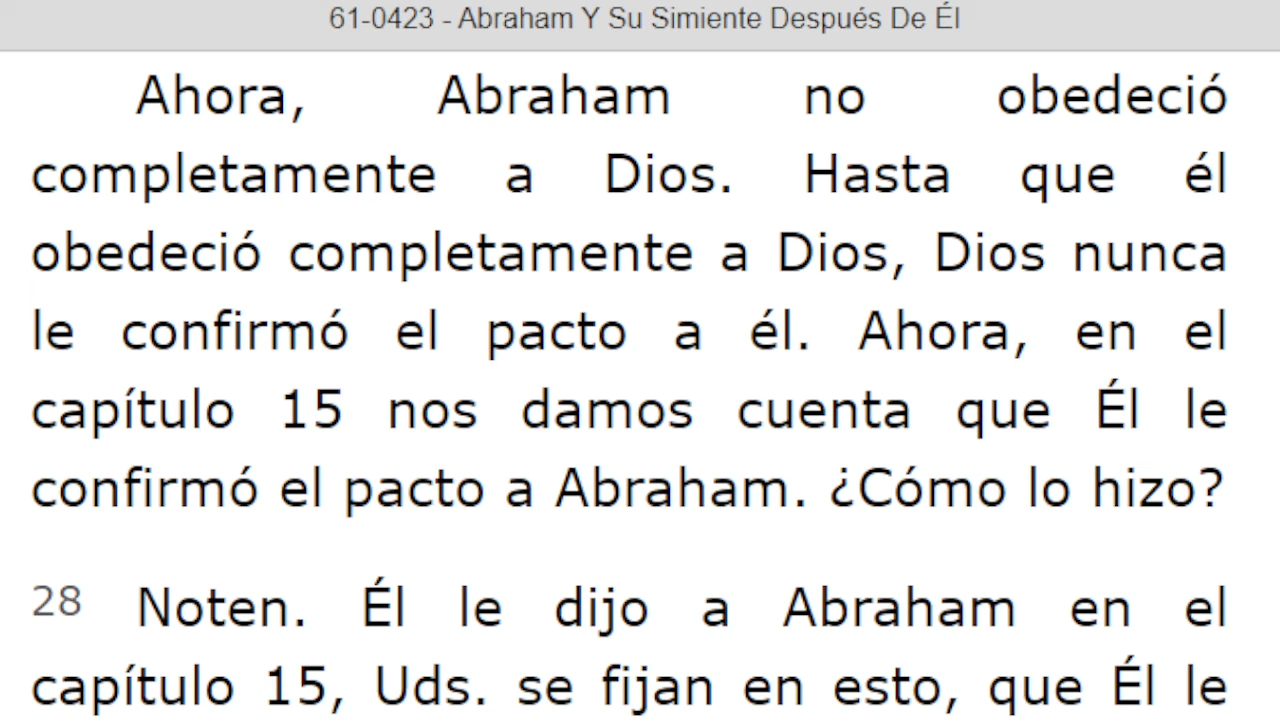 61-0423 - Abraham Y Su Simiente Después De Él
Ahora, Abraham no obedeció
completamente a Dios. Hasta que él
obedeció completamente a Dios, Dios nunca
le confirmó el pacto a él. Ahora, en el
capítulo 15 nos damos cuenta que Él le
confirmó el pacto a Abraham. ¿Cómo lo hizo?
28 Noten. Él le dijo a Abraham en el
capítulo 15, Uds. se fijan en esto, que Él le